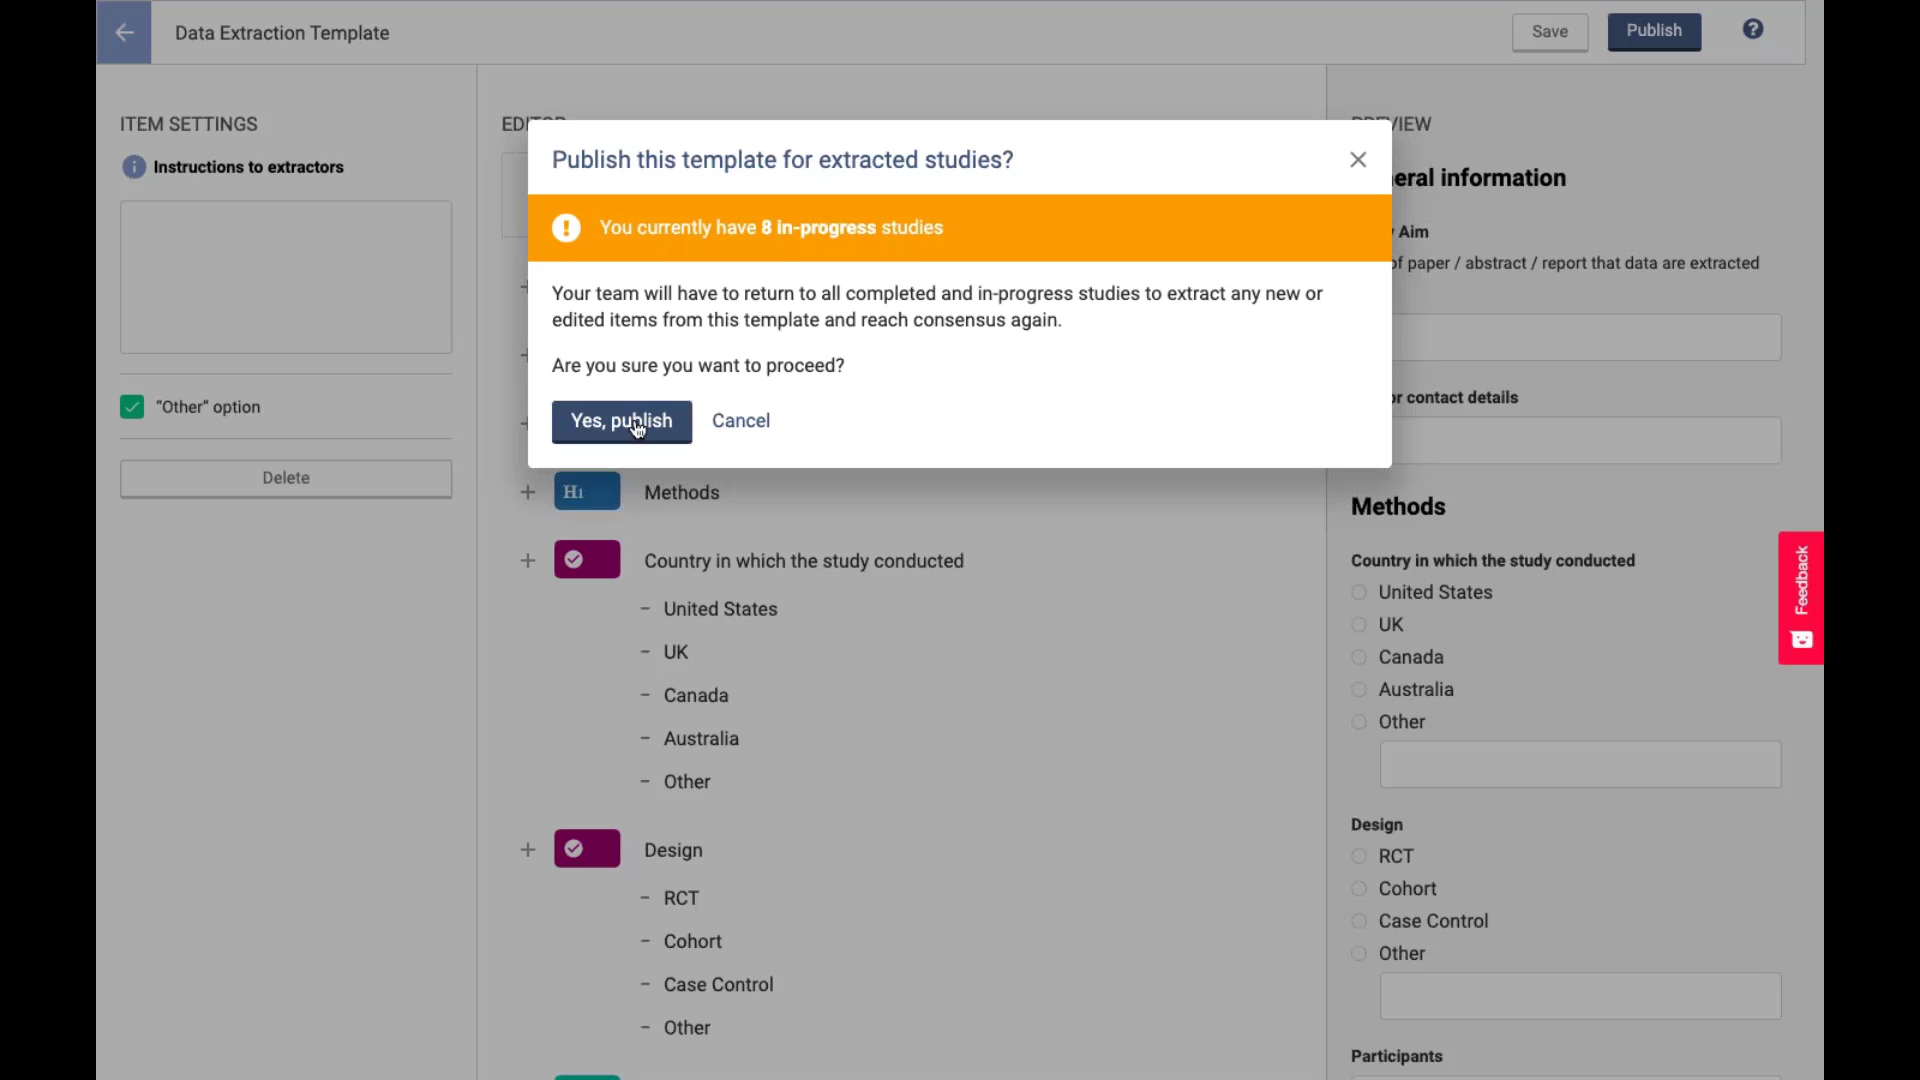 Data Extraction Template
Save
Publish
?
ITEM SETTINGS
Instructions to extractors
"Other" option
Delete
Publish this template for extracted studies?
You currently have 8 in-progress studies
Your team will have to return to all completed and in-progress studies to extract any new or
edited items from this template and reach consensus again.
Are you sure you want to proceed?
Yes, publish
Cancel
H1 Methods
Country in which the study conducted
– United States
– UK
– Canada
– Australia
– Other
Design
– RCT
– Cohort
– Case Control
– Other
information
Aim
of paper / abstract / report that data are extracted
contact details
Methods
Country in which the study conducted
United States
UK
Canada
Australia
Other
Design
RCT
Cohort
Case Control
Other
Participants
Feedback